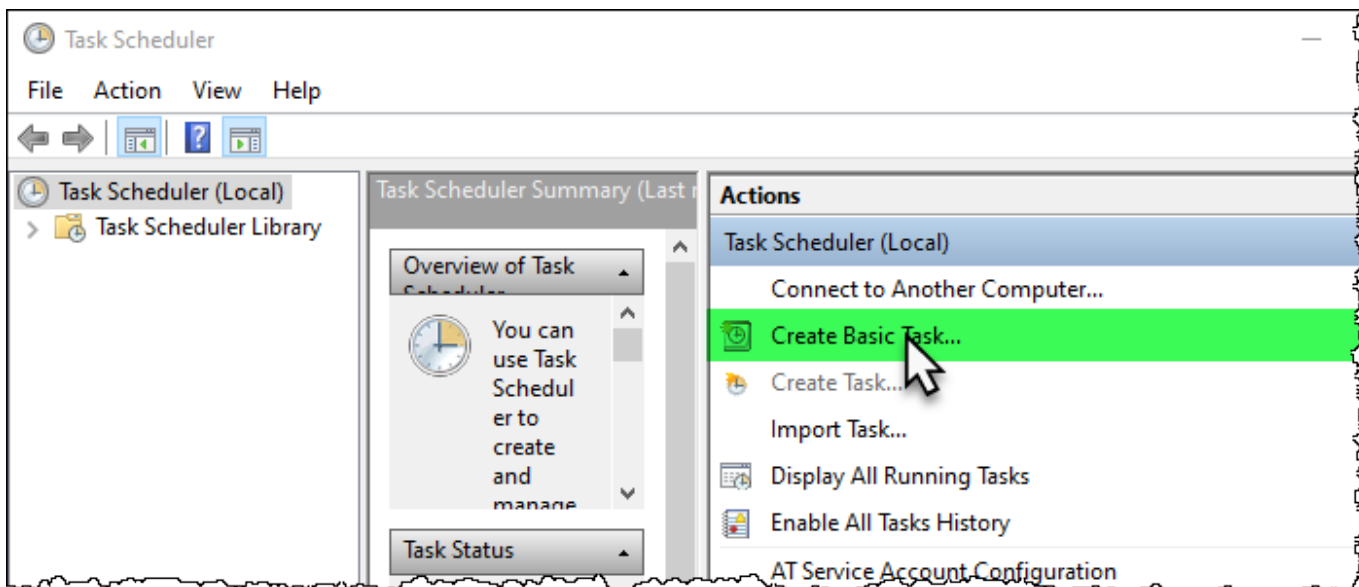 Task Scheduler
File Action View Help
Task Scheduler (Local)
Task Scheduler Library
Task Scheduler Summary (Last
Overview of Task
Scheduler
You can
use Task
Schedul
er to
create
and
manage
Task Status
Actions
Task Scheduler (Local)
Connect to Another Computer...
Create Basic Task...
Create Task...
Import Task...
Display All Running Tasks
Enable All Tasks History
AT Service Account Configuration